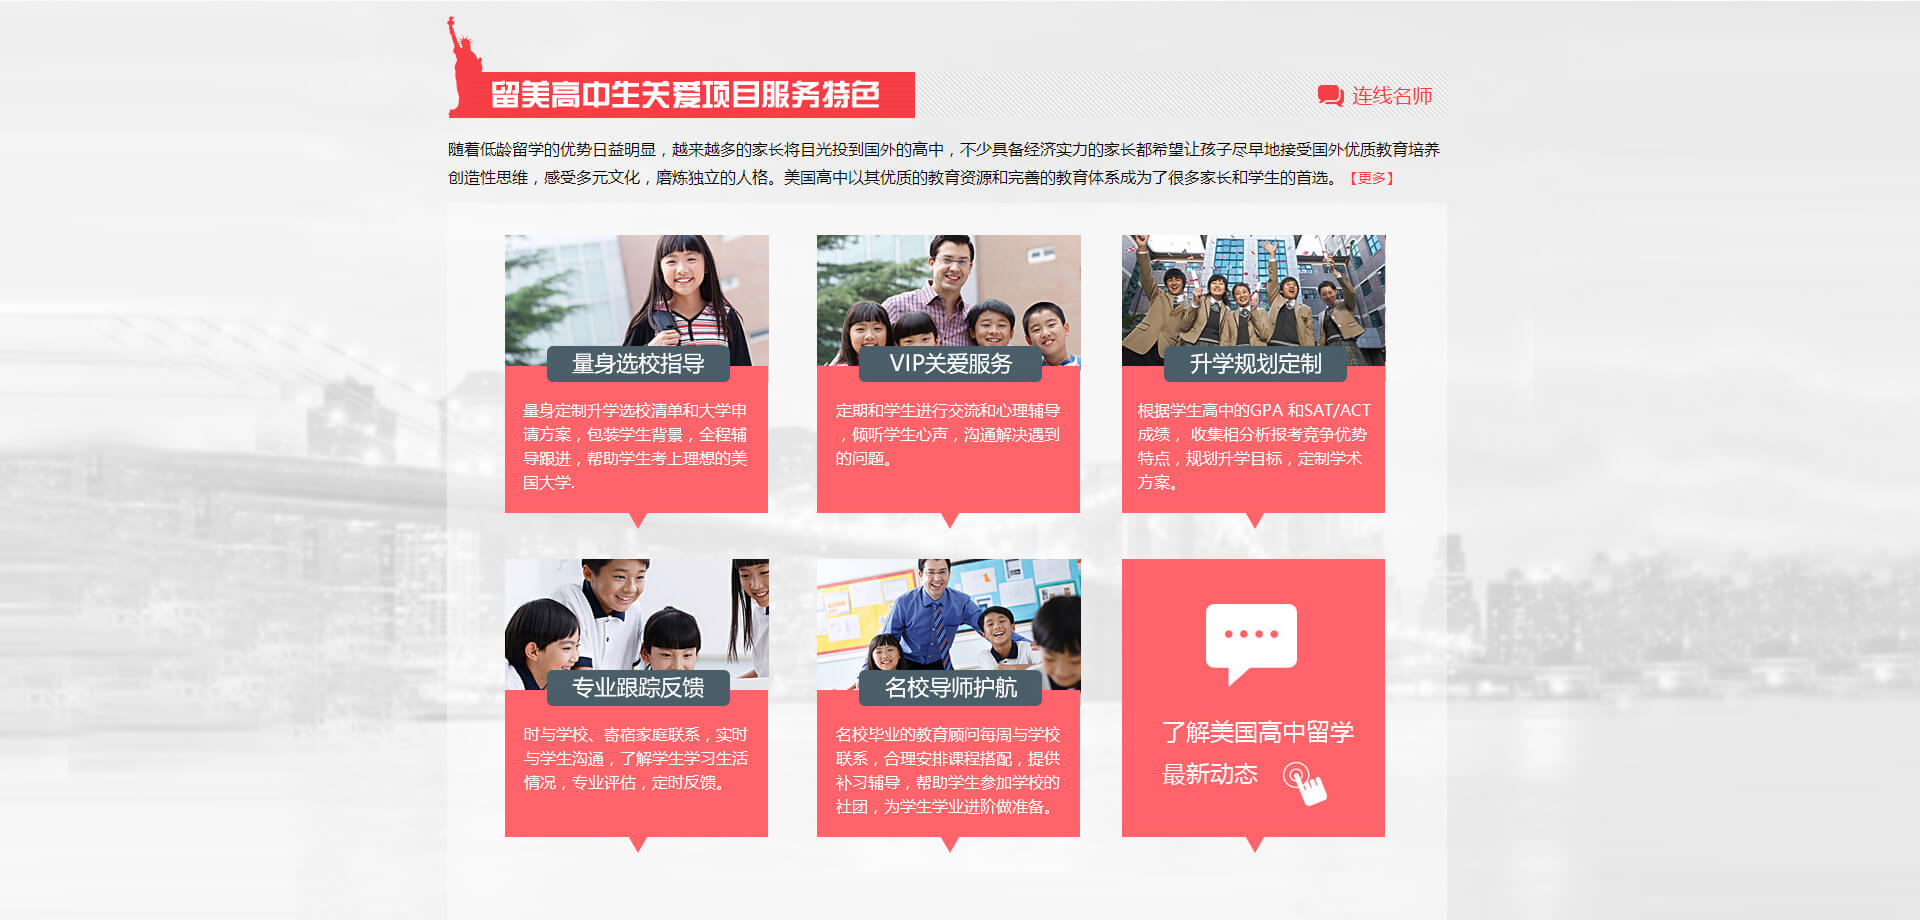 留美高中生关爱项目服务特色
连线名师
随着低龄留学的优势日益明显，越来越多的家长将目光投到国外的高中，不少具备经济实力的家长都希望让孩子尽早地接受国外优质教育培养
创造性思维，感受多元文化，磨炼独立的人格。美国高中以其优质的教育资源和完善的教育体系成为了很多家长和学生的首选。【更多】
量身选校指导
量身定制升学选校清单和大学申
请方案，包装学生背景，全程辅
导跟进，帮助学生考上理想的美
国大学.
VIP关爱服务
定期和学生进行交流和心理辅导
，倾听学生心声，沟通解决遇到
的问题。
升学规划定制
根据学生高中的GPA 和SAT/ACT
成绩， 收集相分析报考竞争优势
特点，规划升学目标，定制学术
方案。
专业跟踪反馈
时与学校、寄宿家庭联系，实时
与学生沟通，了解学生学习生活
情况，专业评估，定时反馈。
名校导师护航
名校毕业的教育顾问每周与学校
联系，合理安排课程搭配，提供
补习辅导，帮助学生参加学校的
社团，为学生学业进阶做准备。
了解美国高中留学
最新动态